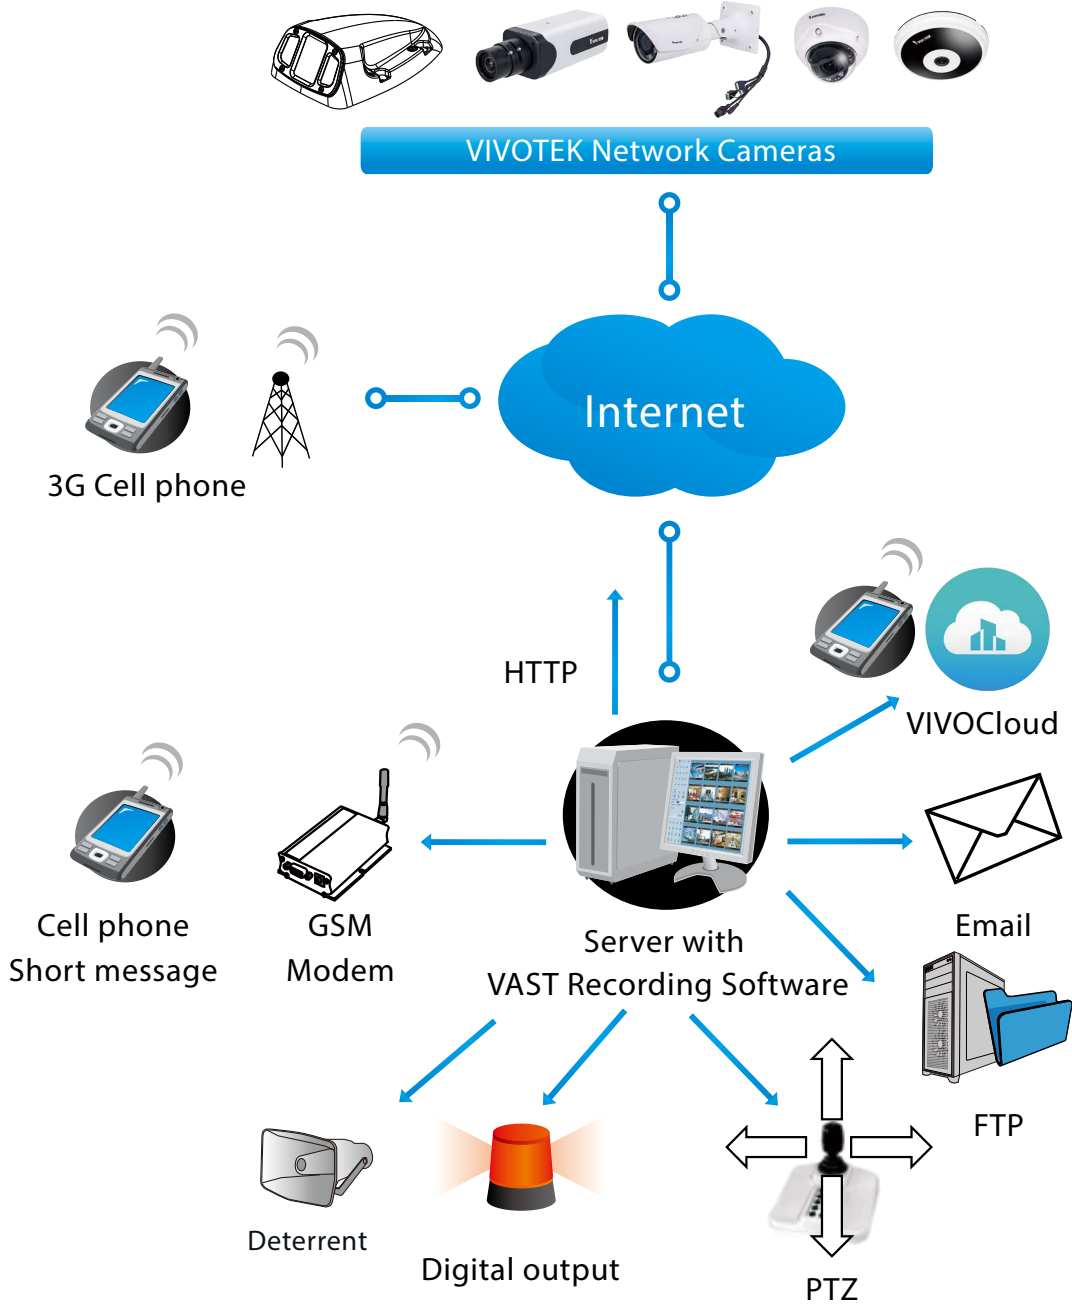 VIVOTEK Network Cameras
Internet
3G Cell phone
HTTP
VIVOCloud
Cell phone
Short message
GSM
Modem
Server with
VAST Recording Software
Email
FTP
Deterrent
Digital output
PTZ